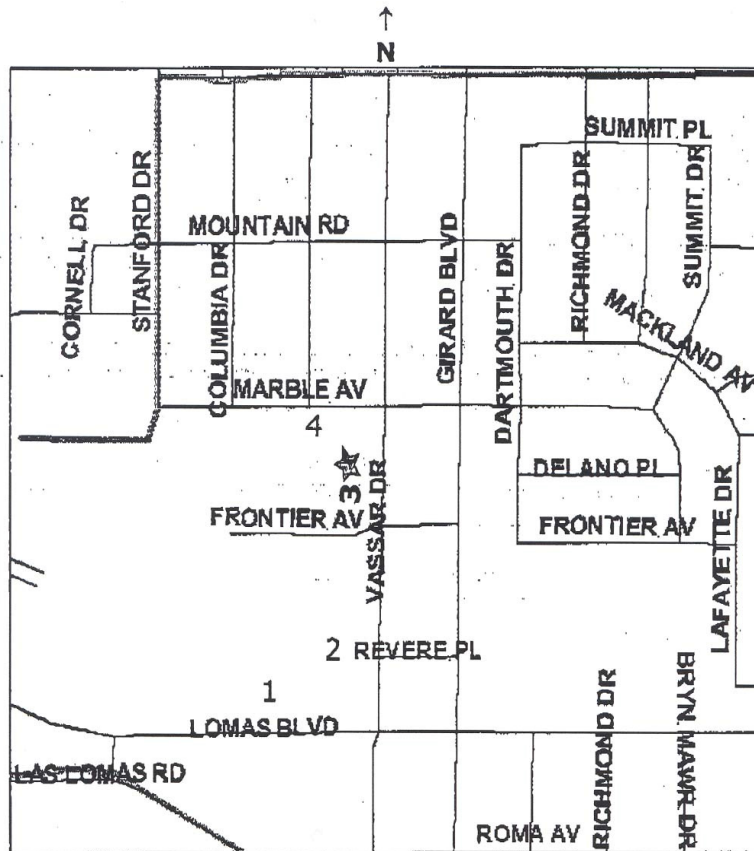 N
SUMMIT PL
CORNELL DR
STANFORD DR
MOUNTAIN RD
COLUMBIA DR
GIRARD BLVD
DARTMOUTH DR
RICHMOND DR
SUMMIT DR
MACKLAND AV
MARBLE AV
4
3
VASSAR DR
DELANO PL
FRONTIER AV
FRONTIER AV
LAFAYETTE DR
2 REVERE PL
1
LOMAS BLVD
LAS LOMAS RD
RICHMOND DR
BRYN MAWR DR
ROMA AV